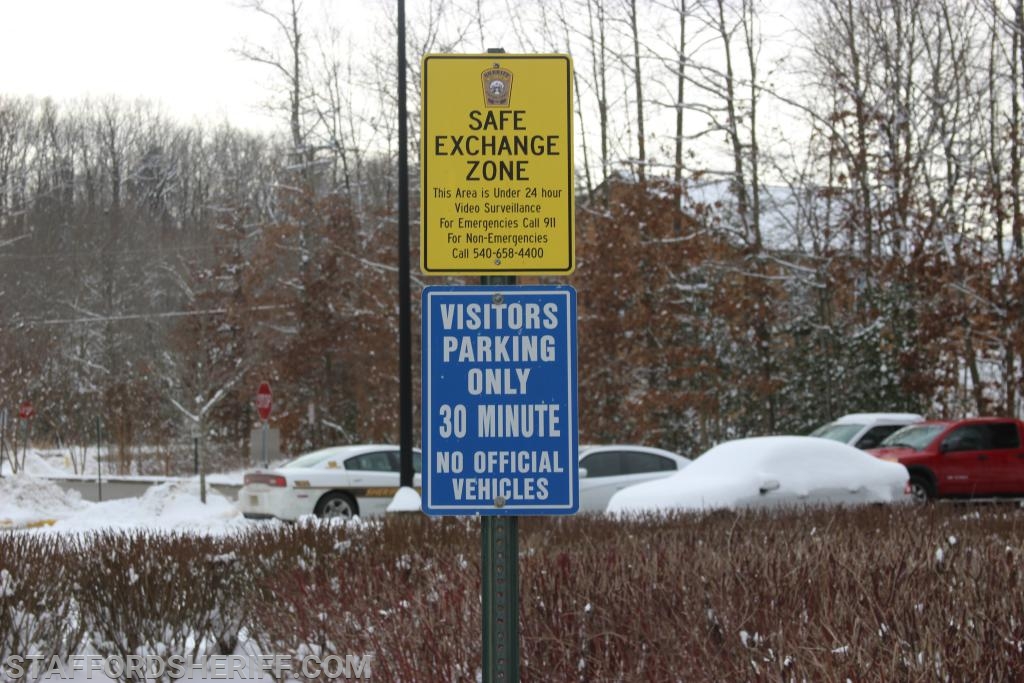 SHERIFF
SAFE
EXCHANGE
ZONE
This Area is Under 24 hour
Video Surveillance
For Emergencies Call 911
For Non-Emergencies
Call 540-658-4400
VISITORS
PARKING
ONLY
30 MINUTE
NO OFFICIAL
VEHICLES
STAFFORDSHERIFF.COM